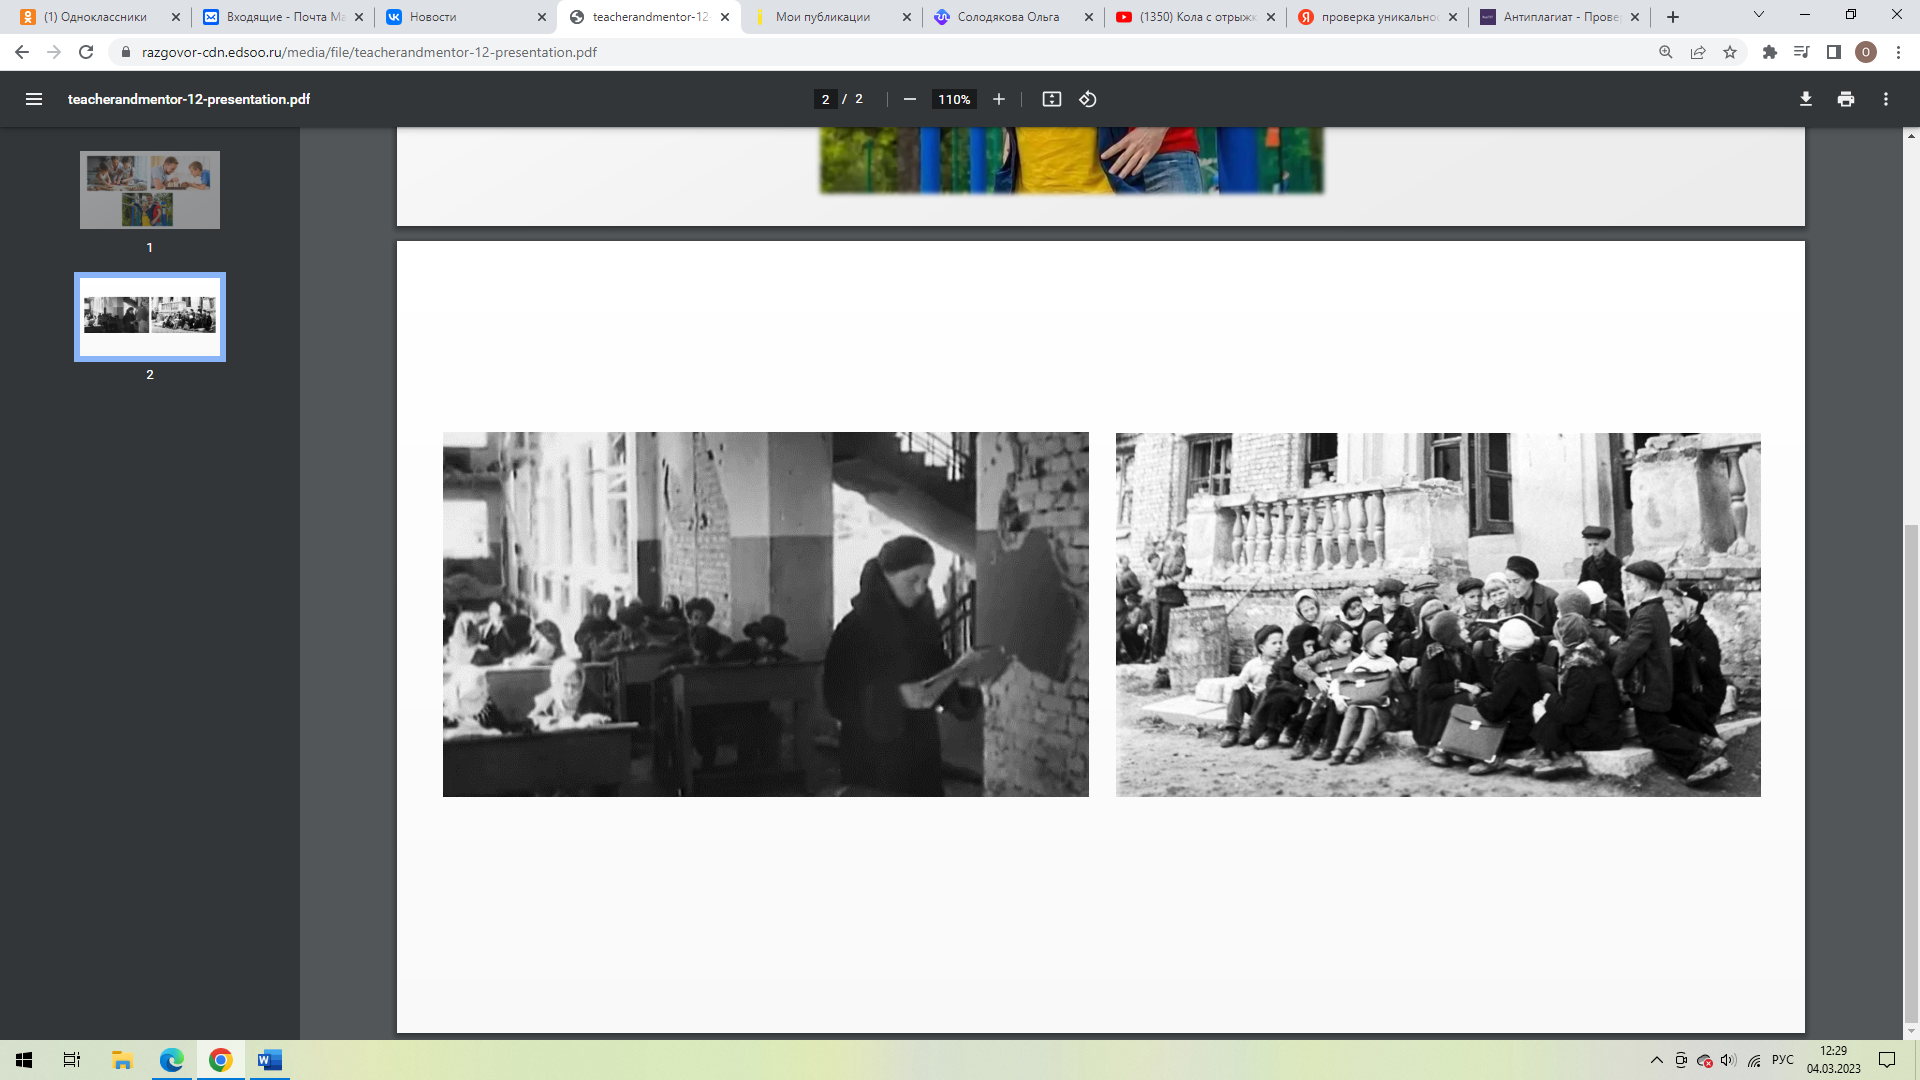 (1) Одноклассники
Входящие - Почта Ma
Новости
teacherandmentor-12-
Мои публикации
Солодякова Ольга
(1350) Кола с отрыжк
проверка уникальнос
Антиплагиат - Прове
razgovor-cdn.edsoo.ru/media/file/teacherandmentor-12-presentation.pdf
О
teacherandmentor-12-presentation.pdf
2 / 2
110%
1
2
РУС
12:29
04.03.2023